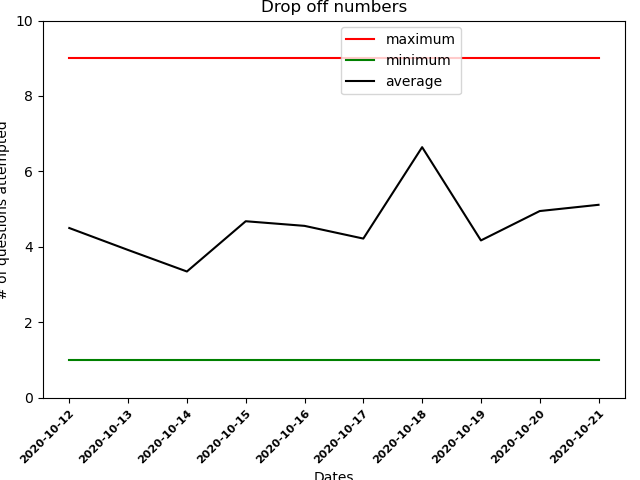 Drop off numbers
maximum
minimum
average
# of questions attempted
10
8
6
4
2
0
2020-10-12
2020-10-13
2020-10-14
2020-10-15
2020-10-16
2020-10-17
2020-10-18
2020-10-19
2020-10-20
2020-10-21
Dates